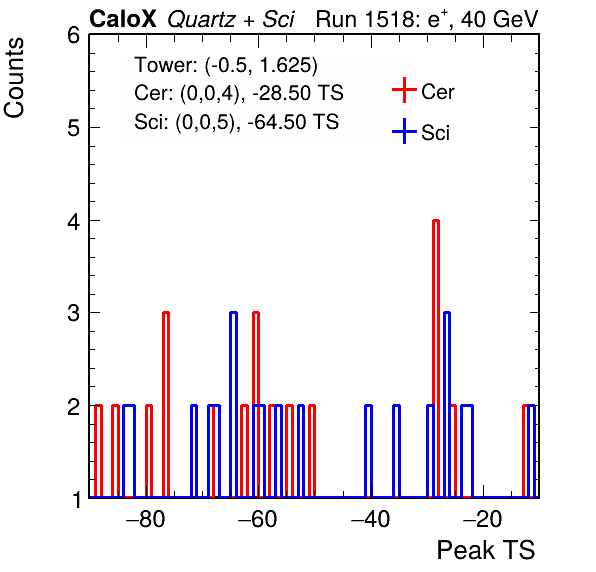 CaloX Quartz + Sci Run 1518: e+, 40 GeV
Counts
6
5
4
3
2
1
Tower: (-0.5, 1.625)
Cer: (0,0,4), -28.50 TS
Sci: (0,0,5), -64.50 TS
Cer
Sci
−80 −60 −40 −20
Peak TS